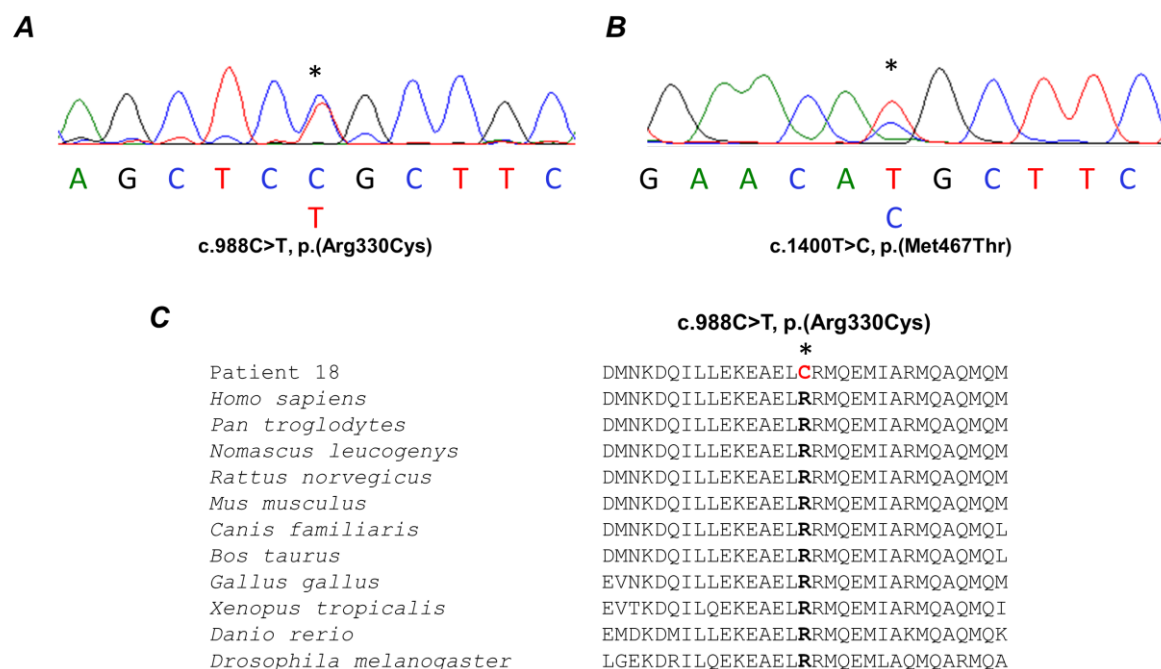 A
B
*
*
A G C T C C G C T T C
T
c.988C>T, p.(Arg330Cys)
G A A C A T G C T T C
C
c.1400T>C, p.(Met467Thr)
C
c.988C>T, p.(Arg330Cys)
*
Patient 18 DMNKDQILLEKEAELCRMQEMIARMQAQMQM
Homo sapiens DMNKDQILLEKEAELRRMQEMIARMQAQMQM
Pan troglodytes DMNKDQILLEKEAELRRMQEMIARMQAQMQM
Nomascus leucogenys DMNKDQILLEKEAELRRMQEMIARMQAQMQM
Rattus norvegicus DMNKDQILLEKEAELRRMQEMIARMQAQMQM
Mus musculus DMNKDQILLEKEAELRRMQEMIARMQAQMQM
Canis familiaris DMNKDQILLEKEAELRRMQEMIARMQAQMQL
Bos taurus DMNKDQILLEKEAELRRMQEMIARMQAQMQL
Gallus gallus EVNKDQILLEKEAELRRMQEMIARMQAQMQM
Xenopus tropicalis EVTKDQILQEKEAELRRMQEMIARMQAQMQI
Danio rerio EMDKDMILLEKEAELRRMQEMIAKMQAQMQK
Drosophila melanogaster LGEKDRILQEKEAELRRMQEMLAQMQARMQA